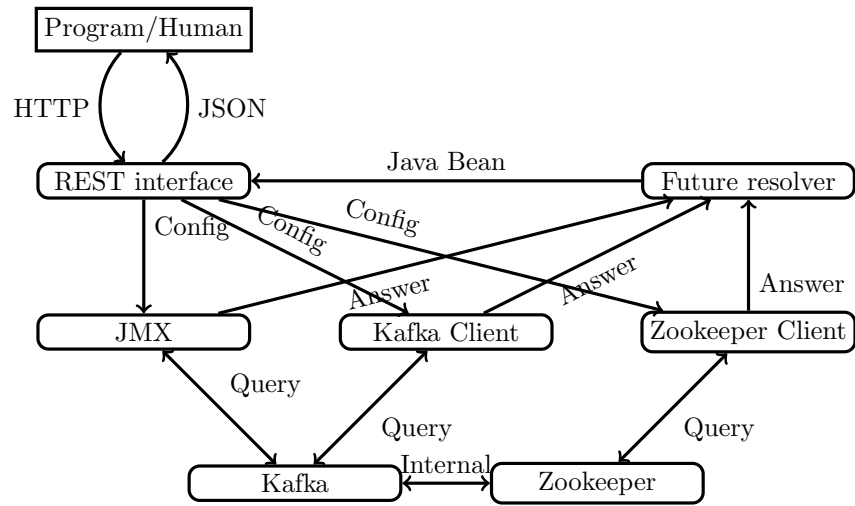 Program/Human
HTTP
JSON
REST interface
Java Bean
Future resolver
Config
Config
Config
Answer
Answer
Answer
JMX
Kafka Client
Zookeeper Client
Query
Query
Query
Kafka
Internal
Zookeeper